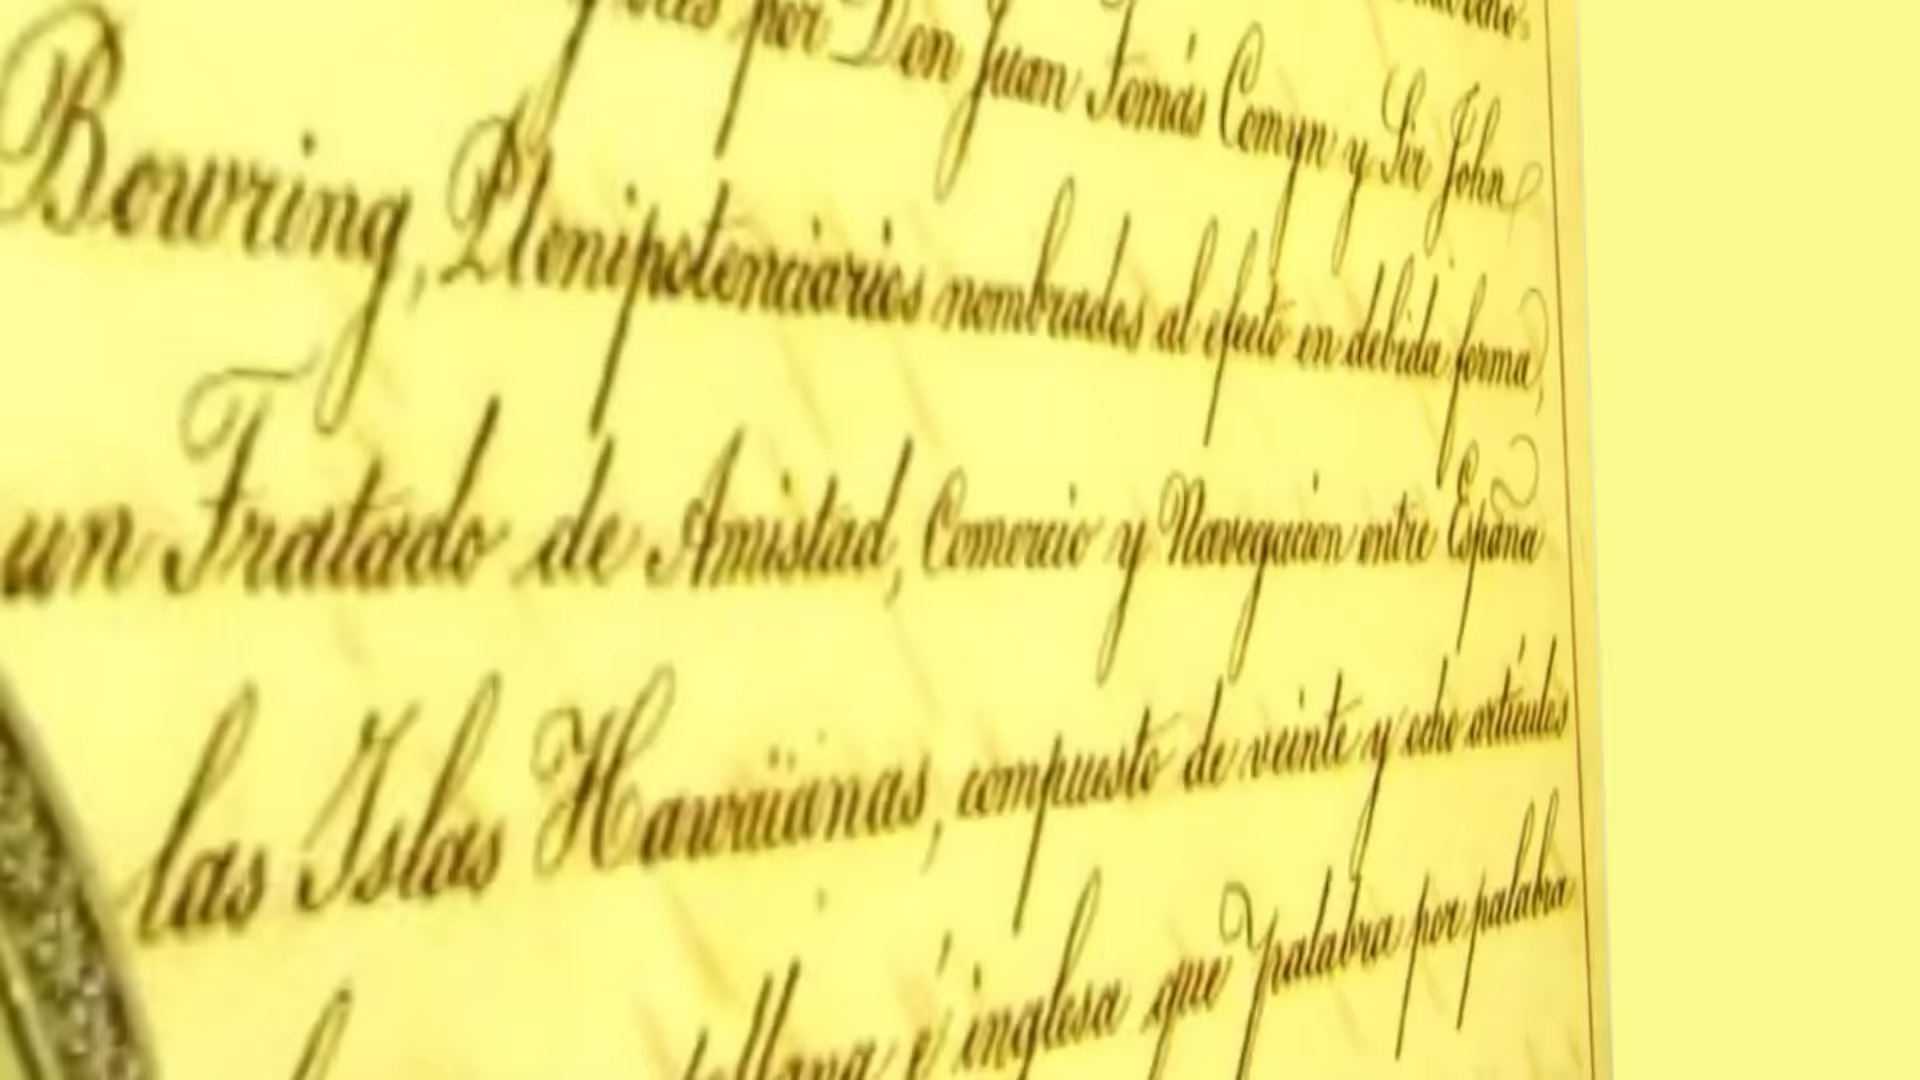 por Don Juan Tomás Comyn y Sir John
Bowring, Plenipotenciarios nombrados al efecto en debida forma,
un Tratado de Amistad, Comercio y Navegacion entre España
las Islas Hawaiianas, compuesto de veinte y ocho artículos
é inglesa que palabra por palabra